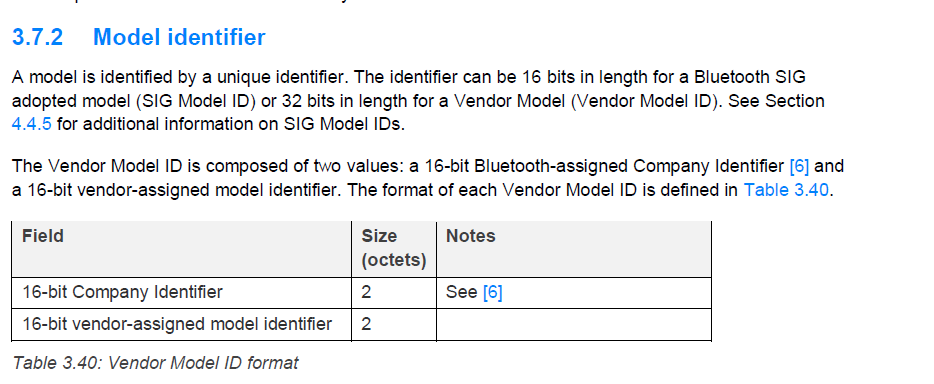 3.7.2 Model identifier
A model is identified by a unique identifier. The identifier can be 16 bits in length for a Bluetooth SIG
adopted model (SIG Model ID) or 32 bits in length for a Vendor Model (Vendor Model ID). See Section
4.4.5 for additional information on SIG Model IDs.
The Vendor Model ID is composed of two values: a 16-bit Bluetooth-assigned Company Identifier [6] and
a 16-bit vendor-assigned model identifier. The format of each Vendor Model ID is defined in Table 3.40.
Field Size (octets) Notes
16-bit Company Identifier 2 See [6]
16-bit vendor-assigned model identifier 2
Table 3.40: Vendor Model ID format